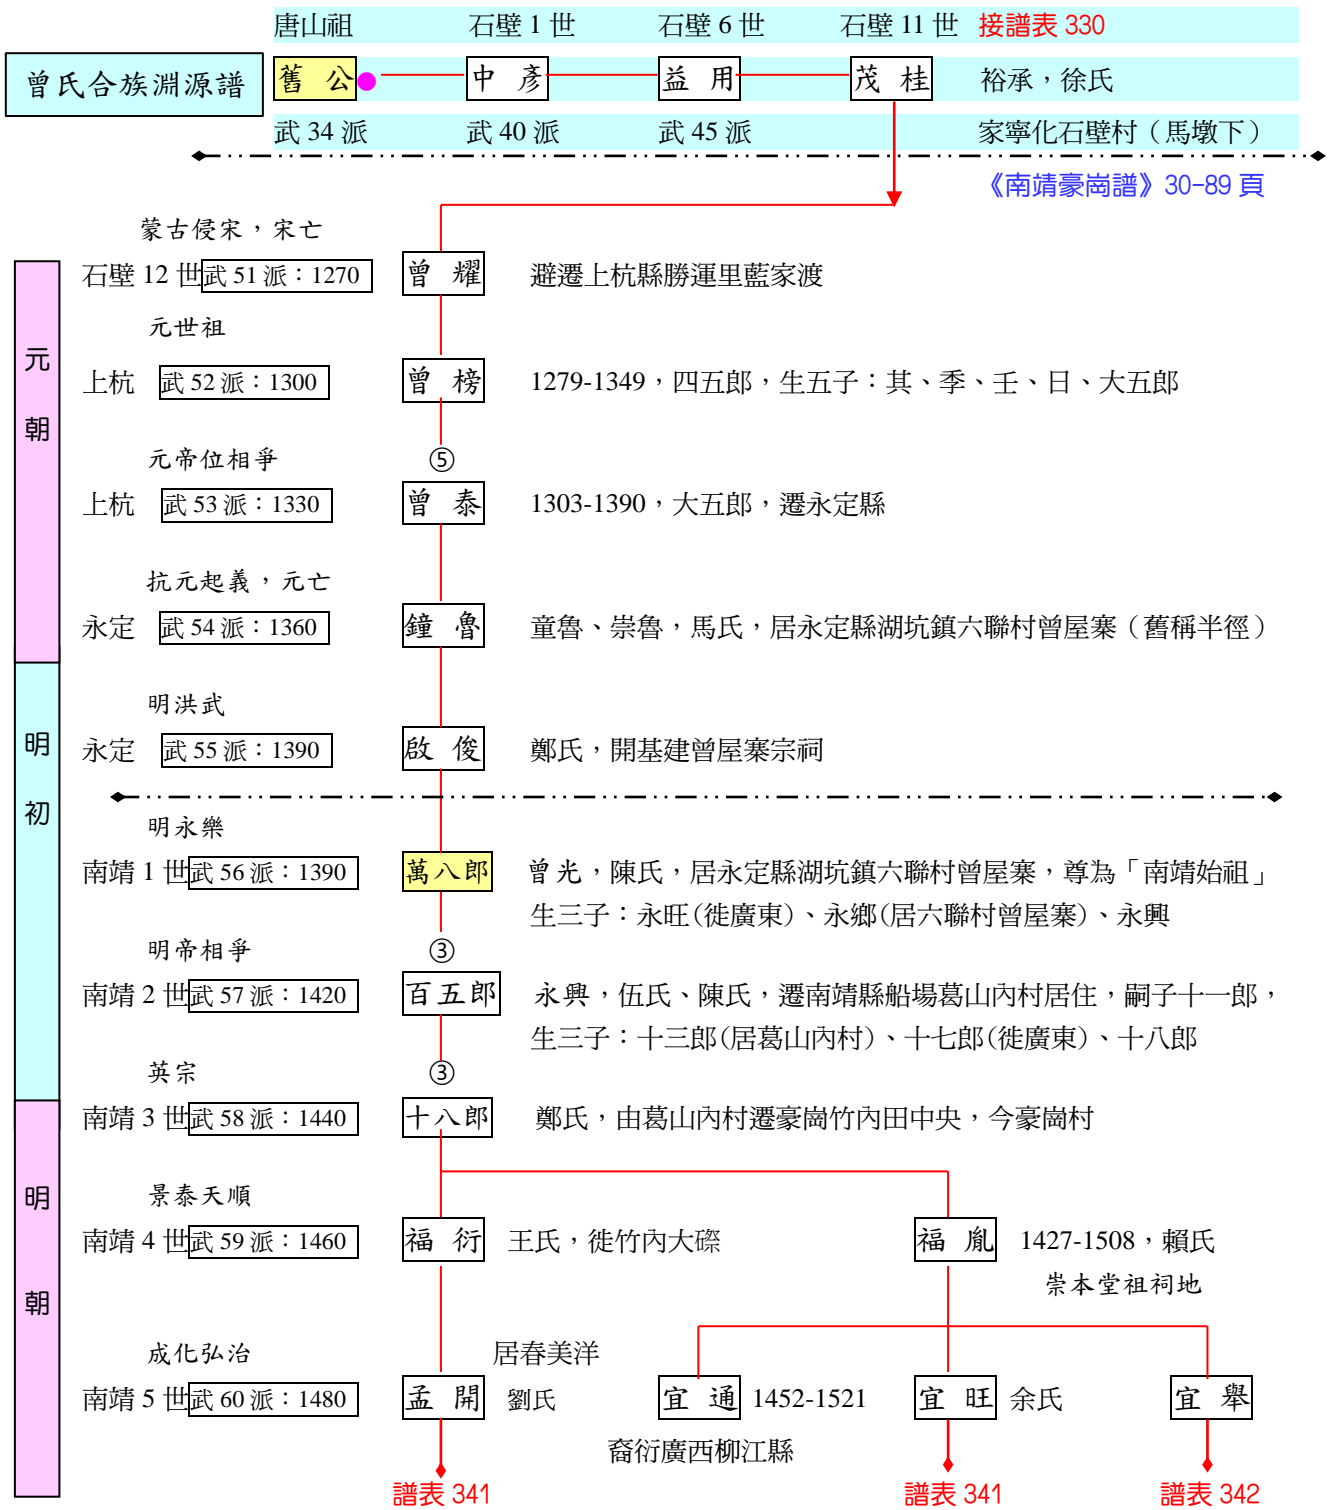 唐山祖 石壁 1 世 石壁 6 世 石壁 11 世 接譜表 330
曾氏合族淵源譜 舊 公 中 彥 益 用 茂 桂 裕承，徐氏
武 34 派 武 40 派 武 45 派 家寧化石壁村（馬墩下）
《南靖豪崗譜》30-89 頁
蒙古侵宋，宋亡
石壁 12 世 武 51 派：1270 曾 耀 避遷上杭縣勝運里藍家渡
元朝
元世祖
上杭 武 52 派：1300 曾 榜 1279-1349，四五郎，生五子：其、季、壬、日、大五郎
元帝位相爭 ⑤
上杭 武 53 派：1330 曾 泰 1303-1390，大五郎，遷永定縣
抗元起義，元亡
永定 武 54 派：1360 鐘 魯 童魯、崇魯，馬氏，居永定縣湖坑鎮六聯村曾屋寨（舊稱半徑）
明初
明洪武
永定 武 55 派：1390 啟 俊 鄭氏，開基建曾屋寨宗祠
明永樂
南靖 1 世 武 56 派：1390 萬八郎 曾光，陳氏，居永定縣湖坑鎮六聯村曾屋寨，尊為「南靖始祖」
生三子：永旺(徙廣東)、永鄉(居六聯村曾屋寨)、永興
明帝相爭 ③
南靖 2 世 武 57 派：1420 百五郎 永興，伍氏、陳氏，遷南靖縣船場葛山內村居住，嗣子十一郎，
生三子：十三郎(居葛山內村)、十七郎(徙廣東)、十八郎
英宗 ③
南靖 3 世 武 58 派：1440 十八郎 鄭氏，由葛山內村遷豪崗竹內田中央，今豪崗村
明朝
景泰天順
南靖 4 世 武 59 派：1460 福 衍 王氏，徙竹內大磜 福 胤 1427-1508，賴氏
崇本堂祖祠地
成化弘治 居春美洋
南靖 5 世 武 60 派：1480 孟 開 劉氏 宜 通 1452-1521 宜 旺 余氏 宜 舉
裔衍廣西柳江縣
譜表 341 譜表 341 譜表 342